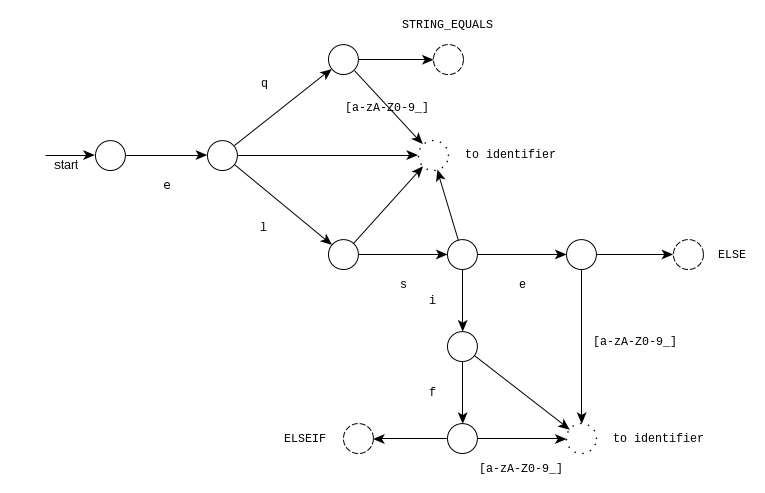 STRING_EQUALS
q
[a-zA-Z0-9_]
to identifier
start
e
l
ELSE
s
e
i
[a-zA-Z0-9_]
f
ELSEIF
to identifier
[a-zA-Z0-9_]